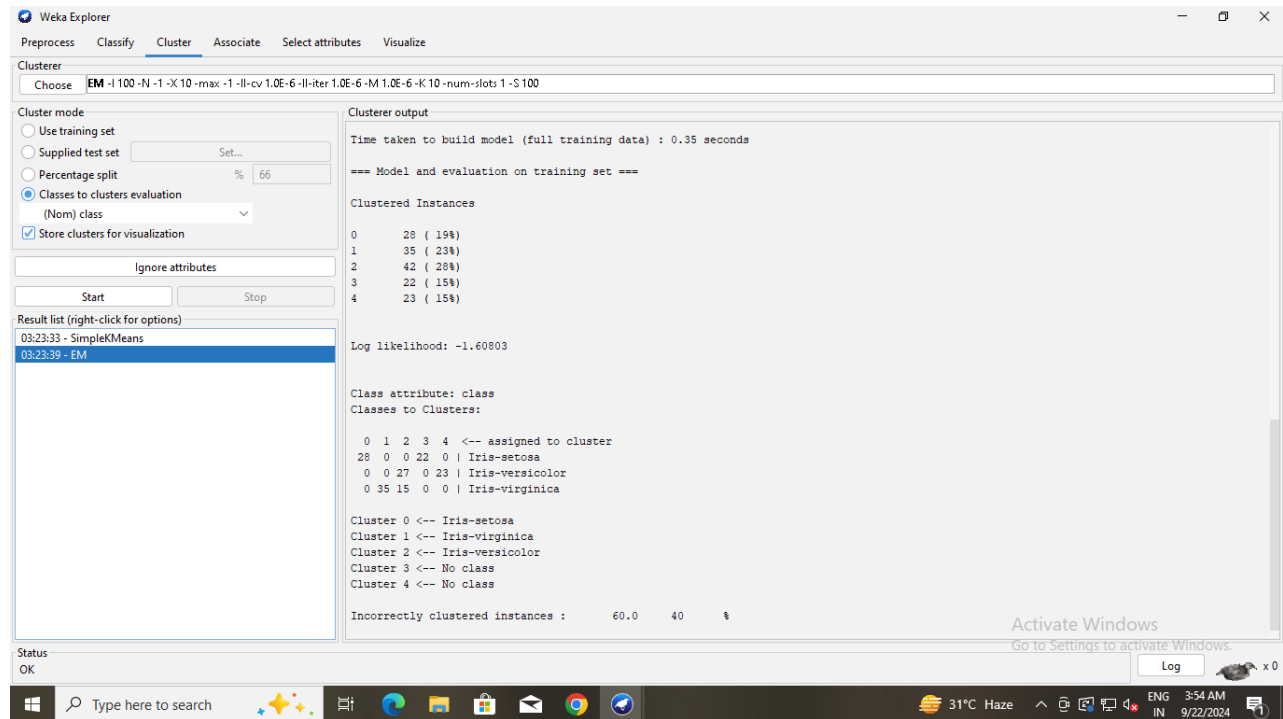 Weka Explorer
Preprocess Classify Cluster Associate Select attributes Visualize
Clusterer
Choose EM -I 100 -N -1 -X 10 -max -1 -ll-cv 1.0E-6 -ll-iter 1.0E-6 -M 1.0E-6 -K 10 -num-slots 1 -S 100
Cluster mode
Use training set
Supplied test set Set...
Percentage split % 66
Classes to clusters evaluation
(Nom) class
Store clusters for visualization
Ignore attributes
Start Stop
Result list (right-click for options)
03:23:33 - SimpleKMeans
03:23:39 - EM
Clusterer output
Time taken to build model (full training data) : 0.35 seconds
=== Model and evaluation on training set ===
Clustered Instances
0 28 ( 19%)
1 35 ( 23%)
2 42 ( 28%)
3 22 ( 15%)
4 23 ( 15%)
Log likelihood: -1.60803
Class attribute: class
Classes to Clusters:
0 1 2 3 4 <-- assigned to cluster
28 0 0 22 0 | Iris-setosa
0 0 27 0 23 | Iris-versicolor
0 35 15 0 0 | Iris-virginica
Cluster 0 <-- Iris-setosa
Cluster 1 <-- Iris-virginica
Cluster 2 <-- Iris-versicolor
Cluster 3 <-- No class
Cluster 4 <-- No class
Incorrectly clustered instances : 60.0 40 %
Activate Windows
Go to Settings to activate Windows.
Status
OK
Log x 0
Type here to search
31°C Haze
ENG 3:54 AM
IN 9/22/2024